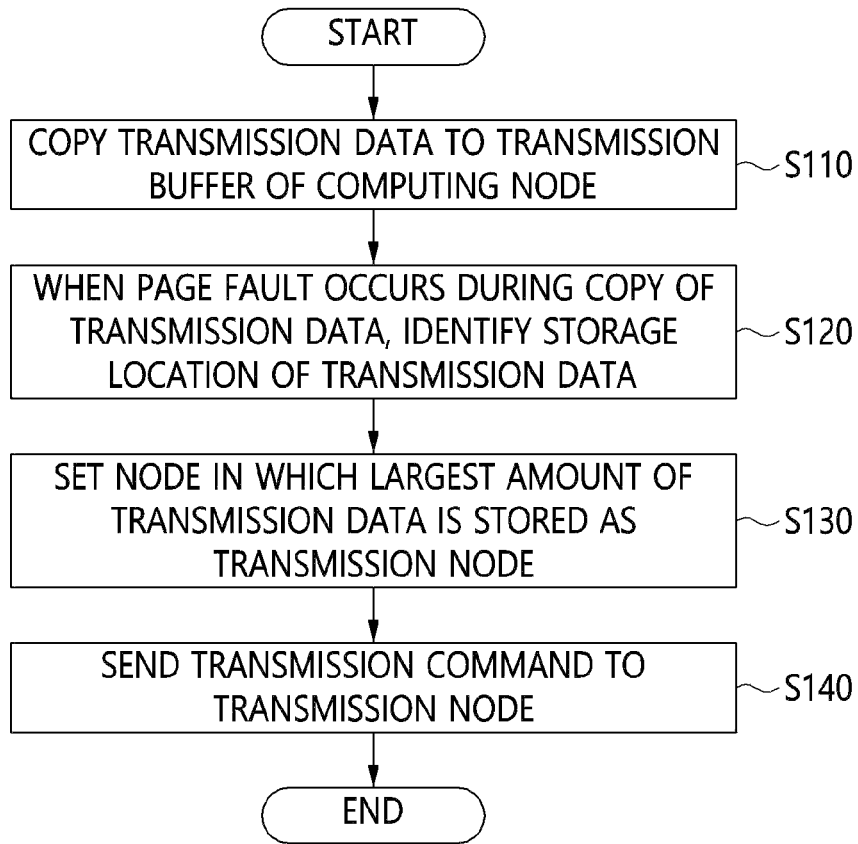 START
COPY TRANSMISSION DATA TO TRANSMISSION
BUFFER OF COMPUTING NODE
S110
WHEN PAGE FAULT OCCURS DURING COPY OF
TRANSMISSION DATA, IDENTIFY STORAGE
LOCATION OF TRANSMISSION DATA
S120
SET NODE IN WHICH LARGEST AMOUNT OF
TRANSMISSION DATA IS STORED AS
TRANSMISSION NODE
S130
SEND TRANSMISSION COMMAND TO
TRANSMISSION NODE
S140
END